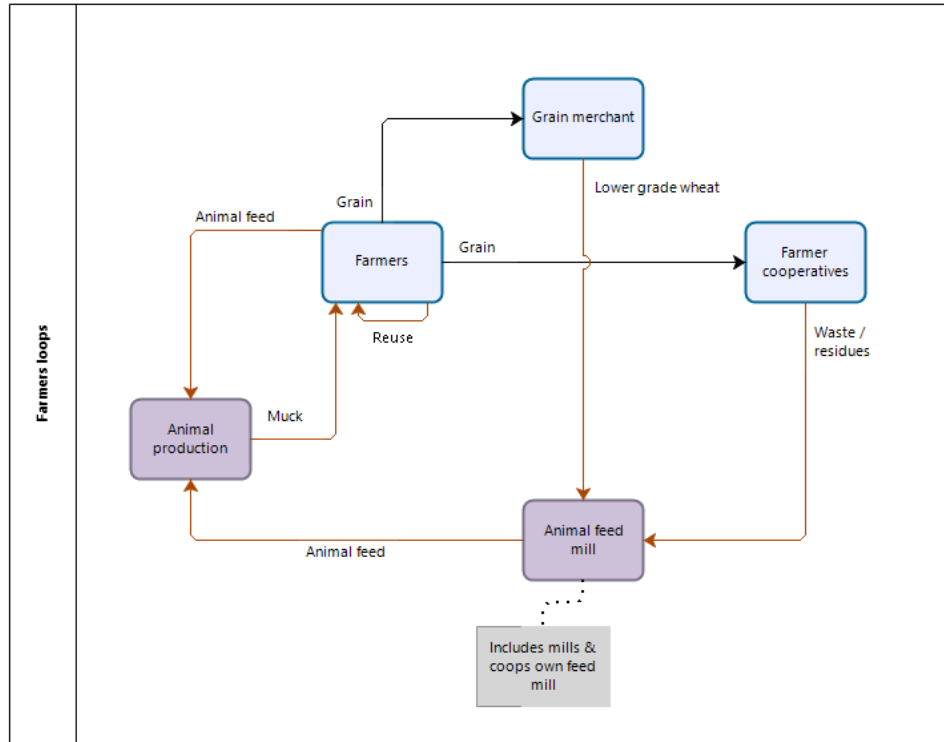 Farmers loops
Grain merchant
Lower grade wheat
Grain
Animal feed
Farmers
Grain
Farmer
cooperatives
Reuse
Waste /
residues
Muck
Animal
production
Animal feed
mill
Animal feed
Includes mills &
coops own feed
mill